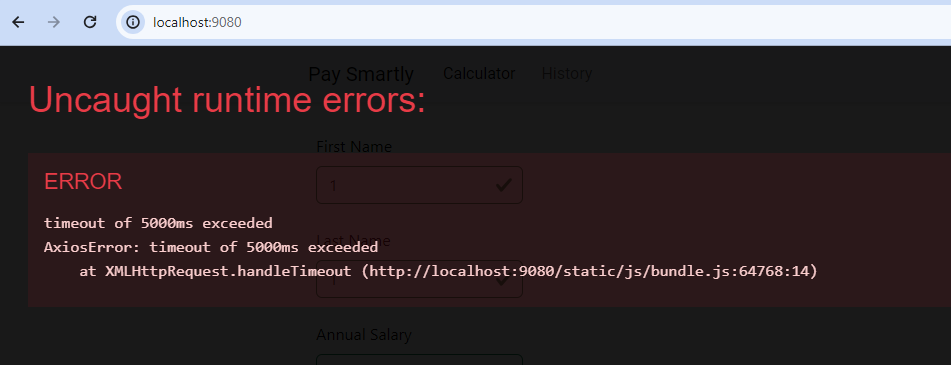 localhost:9080
Pay Smartly Calculator History
Uncaught runtime errors:
First Name
ERROR
1
timeout of 5000ms exceeded
Last Name
AxiosError: timeout of 5000ms exceeded
at XMLHttpRequest.handleTimeout (http://localhost:9080/static/js/bundle.js:64768:14)
Annual Salary